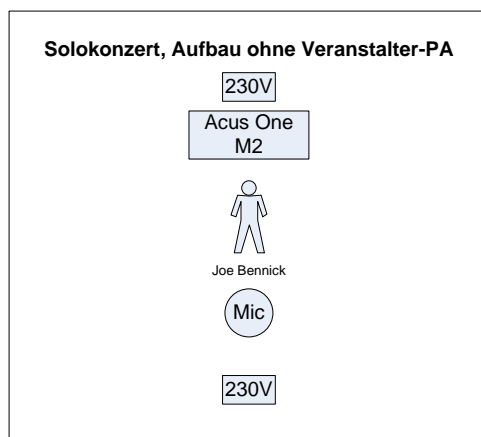 Solokonzert, Aufbau ohne Veranstalter-PA
230V
Acus One
M2
Joe Bennick
Mic
230V